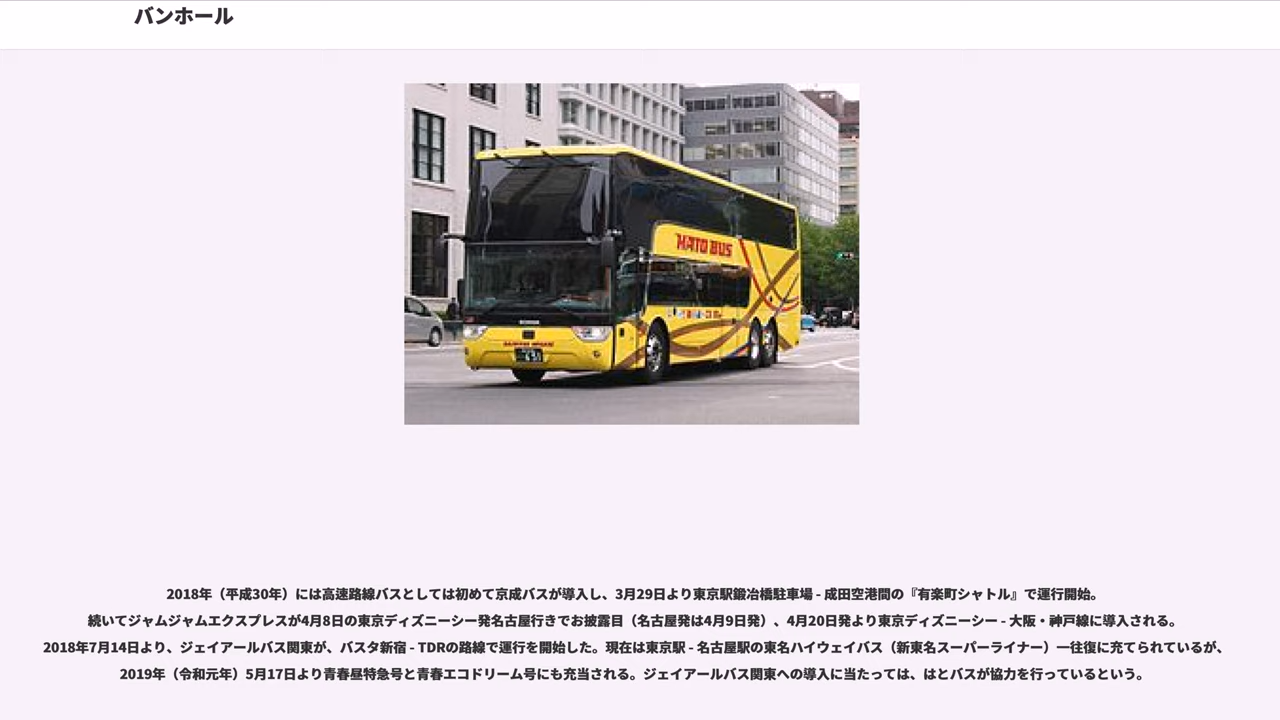 バンホール
HATO BUS
2018年（平成30年）には高速路線バスとしては初めて京成バスが導入し、3月29日より東京駅鍛冶橋駐車場 - 成田空港間の『有楽町シャトル』で運行開始。
続いてジャムジャムエクスプレスが4月8日の東京ディズニーシー発名古屋行きでお披露目（名古屋発は4月9日発）、4月20日発より東京ディズニーシー - 大阪・神戸線に導入される。
2018年7月14日より、ジェイアールバス関東が、バスタ新宿 - TDRの路線で運行を開始した。現在は東京駅 - 名古屋駅の東名ハイウェイバス（新東名スーパーライナー）一往復に充てられているが、
2019年（令和元年）5月17日より青春昼特急号と青春エコドリーム号にも充当される。ジェイアールバス関東への導入に当たっては、はとバスが協力を行っているという。